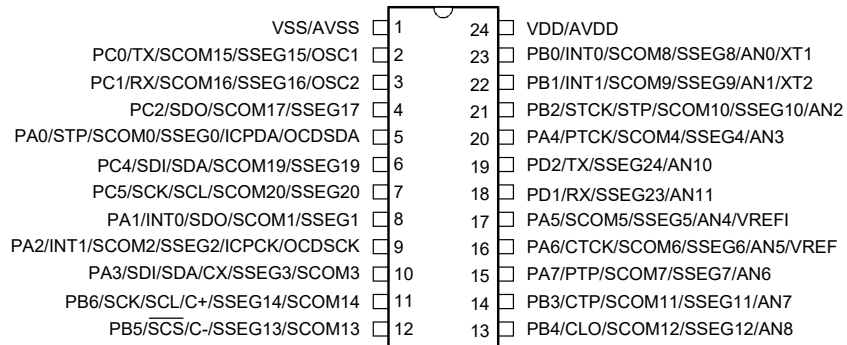 VSS/AVSS 1 24 VDD/AVDD
PC0/TX/SCOM15/SSEG15/OSC1 2 23 PB0/INT0/SCOM8/SSEG8/AN0/XT1
PC1/RX/SCOM16/SSEG16/OSC2 3 22 PB1/INT1/SCOM9/SSEG9/AN1/XT2
PC2/SDO/SCOM17/SSEG17 4 21 PB2/STCK/STP/SCOM10/SSEG10/AN2
PA0/STP/SCOM0/SSEG0/ICPDA/OCDSDA 5 20 PA4/PTCK/SCOM4/SSEG4/AN3
PC4/SDI/SDA/SCOM19/SSEG19 6 19 PD2/TX/SSEG24/AN10
PC5/SCK/SCL/SCOM20/SSEG20 7 18 PD1/RX/SSEG23/AN11
PA1/INT0/SDO/SCOM1/SSEG1 8 17 PA5/SCOM5/SSEG5/AN4/VREFI
PA2/INT1/SCOM2/SSEG2/ICPCK/OCDSCK 9 16 PA6/CTCK/SCOM6/SSEG6/AN5/VREF
PA3/SDI/SDA/CX/SSEG3/SCOM3 10 15 PA7/PTP/SCOM7/SSEG7/AN6
PB6/SCK/SCL/C+/SSEG14/SCOM14 11 14 PB3/CTP/SCOM11/SSEG11/AN7
PB5/SCS/C-/SSEG13/SCOM13 12 13 PB4/CLO/SCOM12/SSEG12/AN8